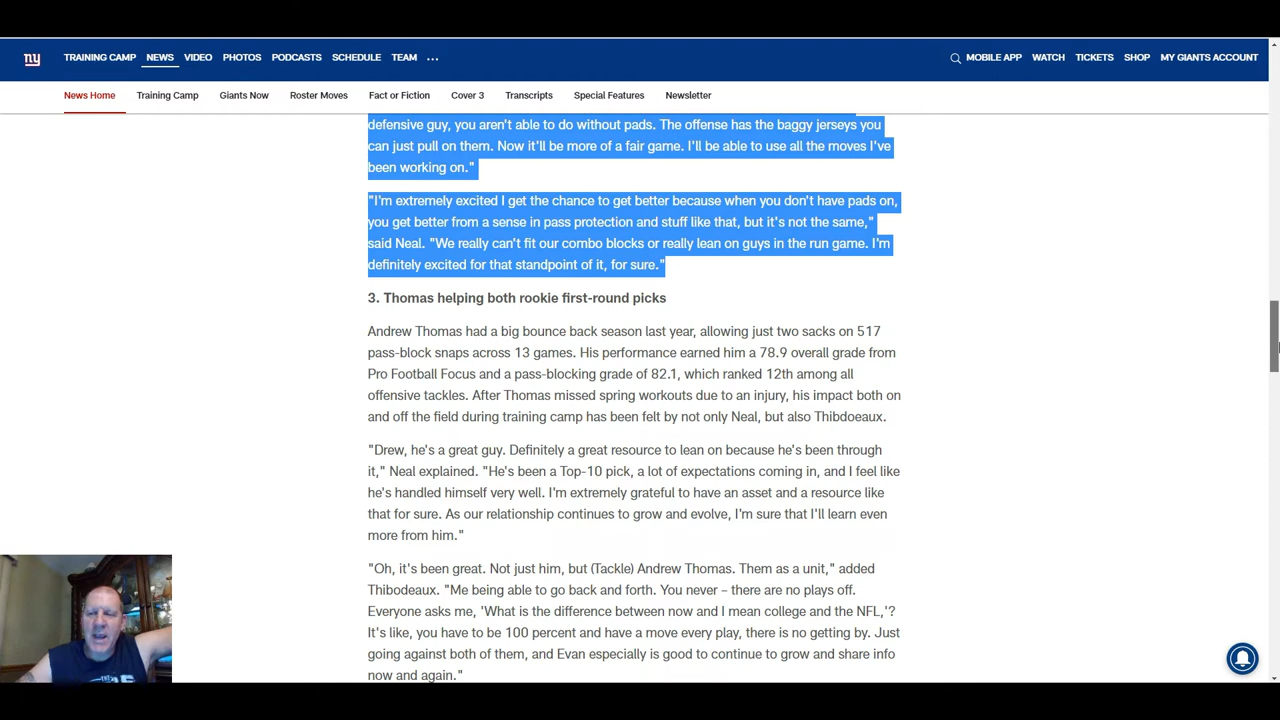 ny TRAINING CAMP NEWS VIDEO PHOTOS PODCASTS SCHEDULE TEAM ... MOBILE APP WATCH TICKETS SHOP MY GIANTS ACCOUNT
News Home Training Camp Giants Now Roster Moves Fact or Fiction Cover 3 Transcripts Special Features Newsletter
defensive guy, you aren't able to do without pads. The offense has the baggy jerseys you
can just pull on them. Now it'll be more of a fair game. I'll be able to use all the moves I've
been working on."
"I'm extremely excited I get the chance to get better because when you don't have pads on,
you get better from a sense in pass protection and stuff like that, but it's not the same,"
said Neal. "We really can't fit our combo blocks or really lean on guys in the run game. I'm
definitely excited for that standpoint of it, for sure."
3. Thomas helping both rookie first-round picks
Andrew Thomas had a big bounce back season last year, allowing just two sacks on 517
pass-block snaps across 13 games. His performance earned him a 78.9 overall grade from
Pro Football Focus and a pass-blocking grade of 82.1, which ranked 12th among all
offensive tackles. After Thomas missed spring workouts due to an injury, his impact both on
and off the field during training camp has been felt by not only Neal, but also Thibdoeaux.
"Drew, he's a great guy. Definitely a great resource to lean on because he's been through
it," Neal explained. "He's been a Top-10 pick, a lot of expectations coming in, and I feel like
he's handled himself very well. I'm extremely grateful to have an asset and a resource like
that for sure. As our relationship continues to grow and evolve, I'm sure that I'll learn even
more from him."
"Oh, it's been great. Not just him, but (Tackle) Andrew Thomas. Them as a unit," added
Thibodeaux. "Me being able to go back and forth. You never – there are no plays off.
Everyone asks me, 'What is the difference between now and I mean college and the NFL,'?
It's like, you have to be 100 percent and have a move every play, there is no getting by. Just
going against both of them, and Evan especially is good to continue to grow and share info
now and again."